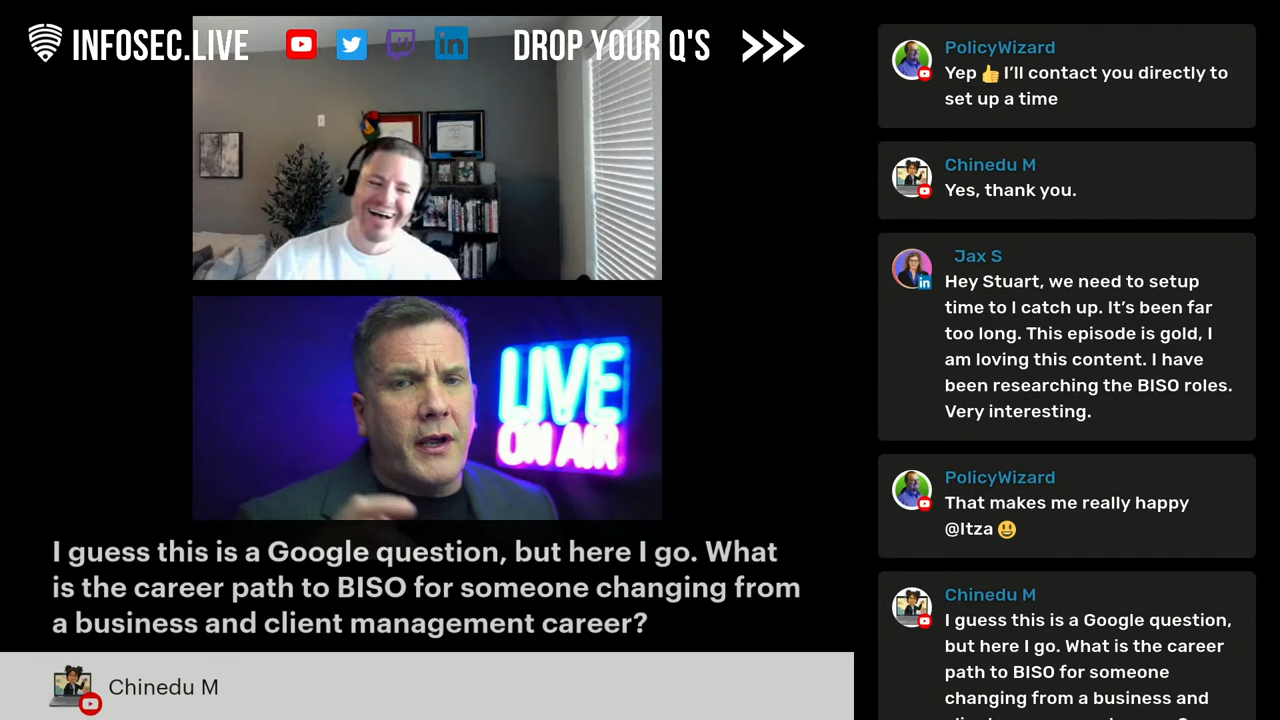 INFOSEC.LIVE
DROP YOUR Q'S
LIVE
ON AIR
I guess this is a Google question, but here I go. What
is the career path to BISO for someone changing from
a business and client management career?
Chinedu M
PolicyWizard
Yep 👍 I’ll contact you directly to
set up a time
Chinedu M
Yes, thank you.
Jax S
Hey Stuart, we need to setup
time to I catch up. It’s been far
too long. This episode is gold, I
am loving this content. I have
been researching the BISO roles.
Very interesting.
PolicyWizard
That makes me really happy
@Itza 😃
Chinedu M
I guess this is a Google question,
but here I go. What is the career
path to BISO for someone
changing from a business and